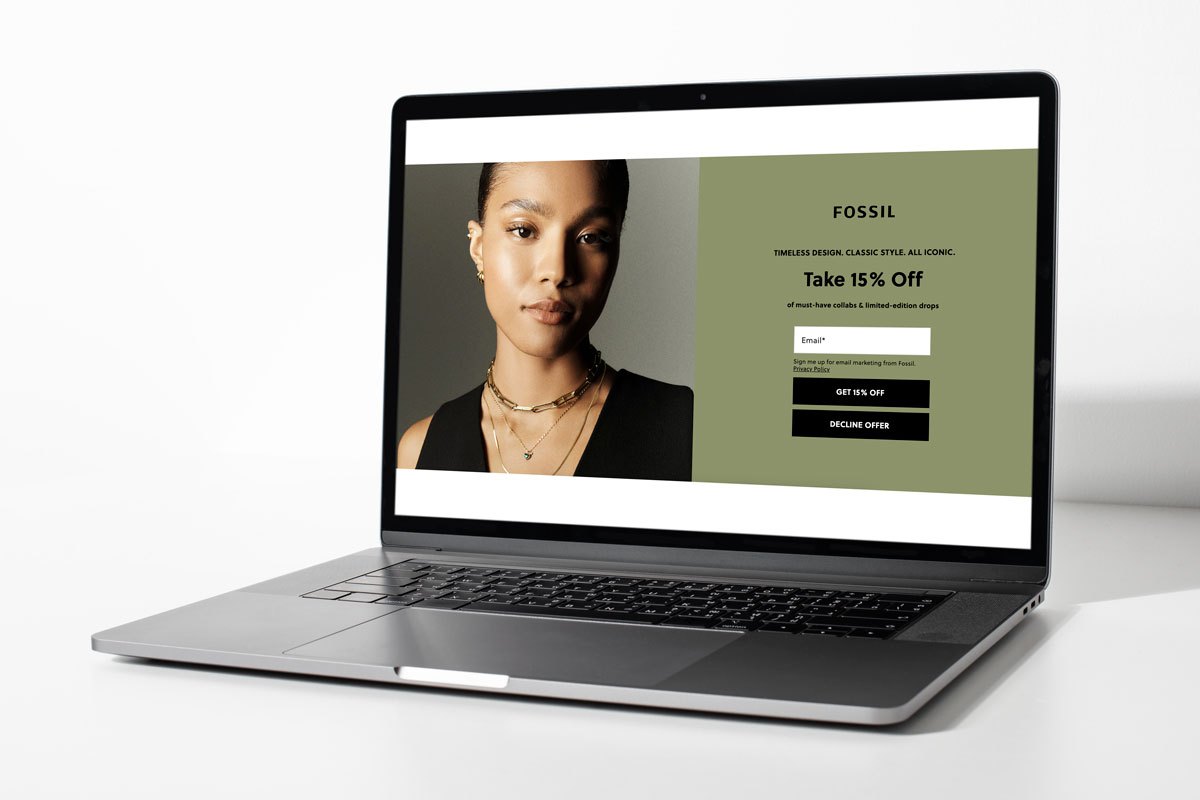 FOSSIL
TIMELESS DESIGN. CLASSIC STYLE. ALL ICONIC.
Take 15% Off
of must-have collabs & limited-edition drops
Email*
Sign me up for email marketing from Fossil.
Privacy Policy
GET 15% OFF
DECLINE OFFER